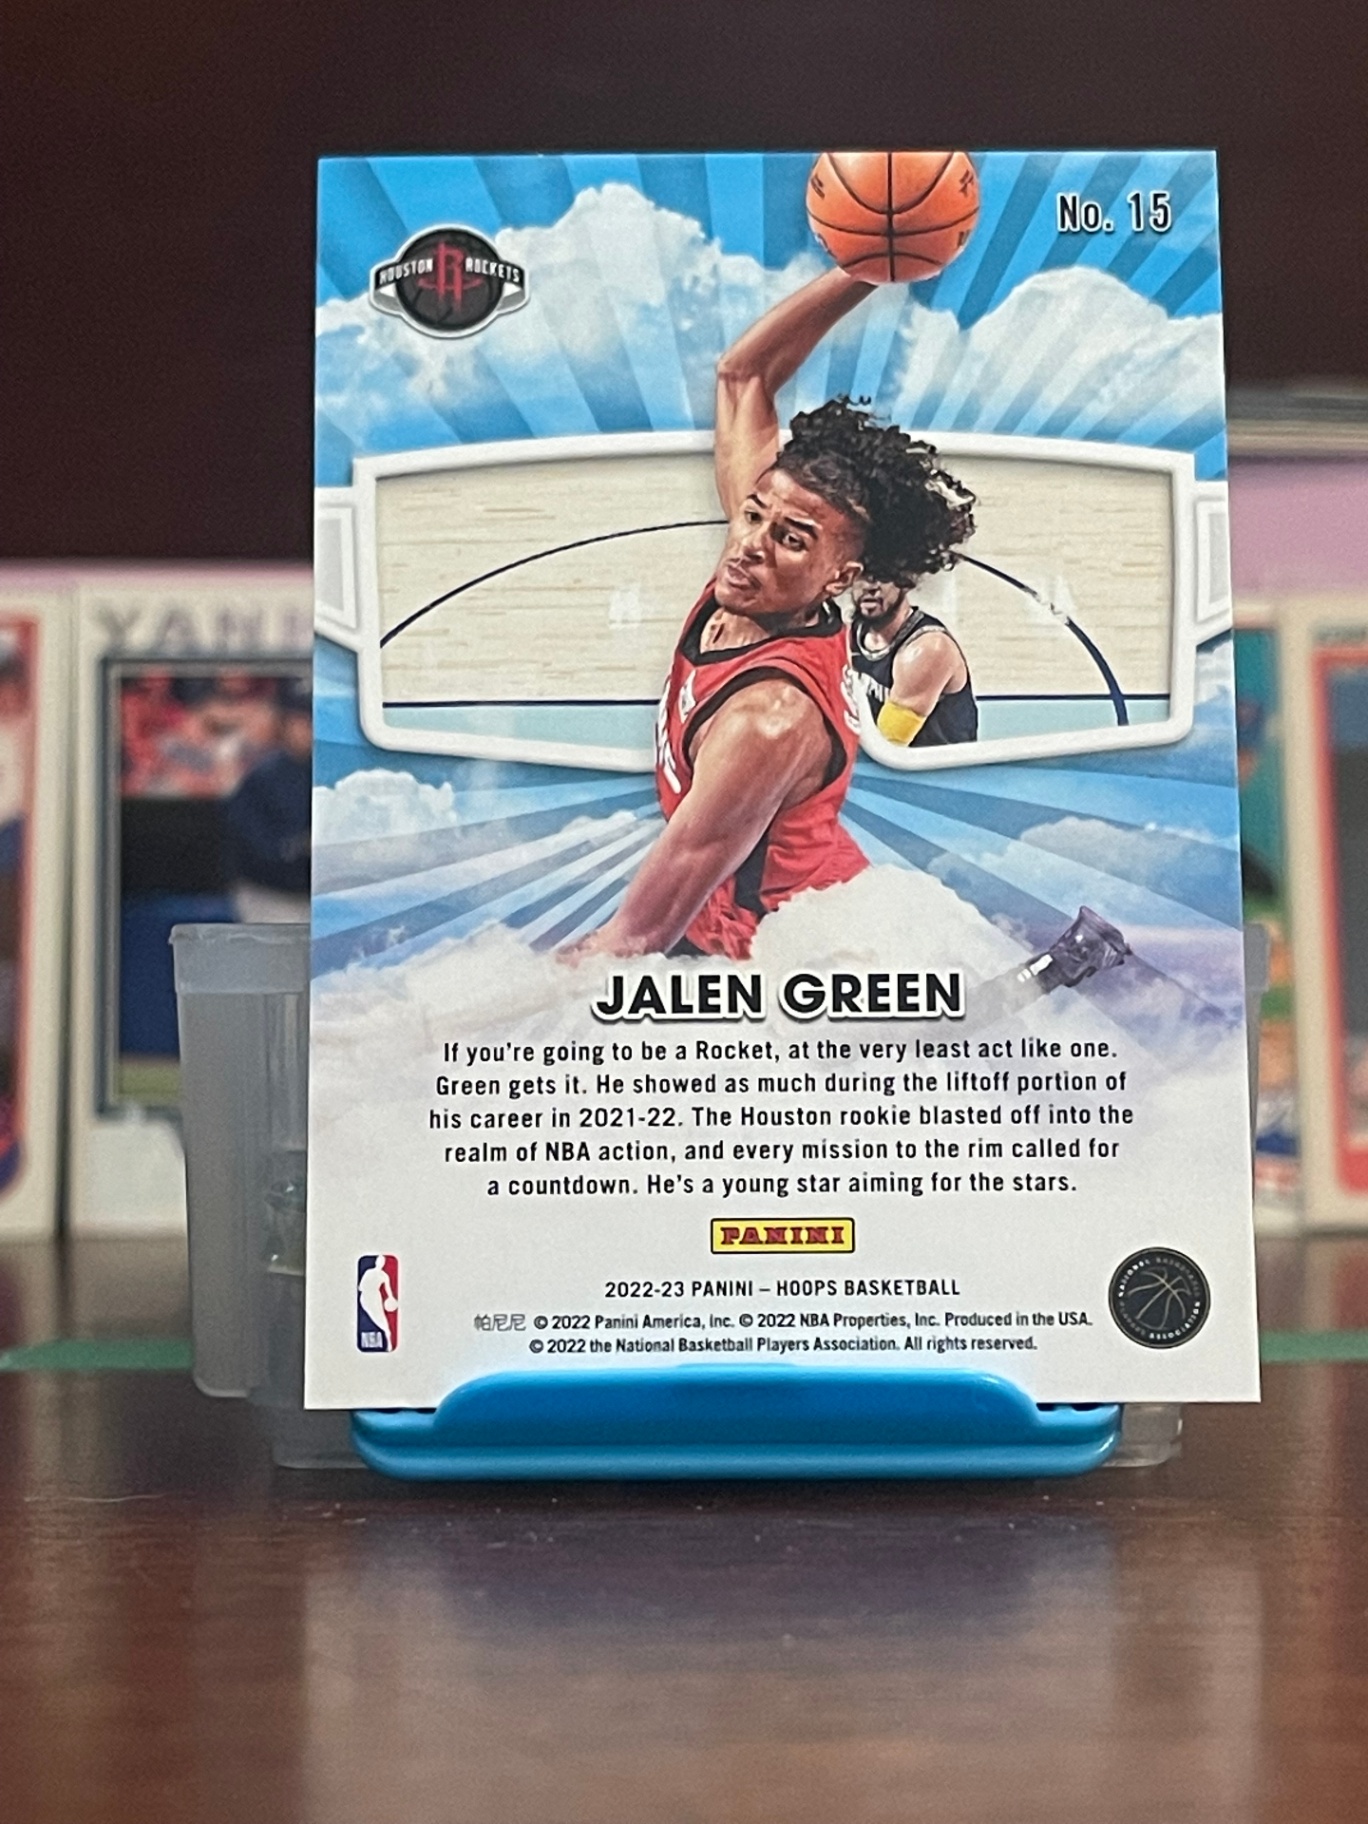 No. 15
HOUSTON ROCKETS
JALEN GREEN
If you're going to be a Rocket, at the very least act like one.
Green gets it. He showed as much during the liftoff portion of
his career in 2021-22. The Houston rookie blasted off into the
realm of NBA action, and every mission to the rim called for
a countdown. He's a young star aiming for the stars.
PANINI
NBA
2022-23 PANINI – HOOPS BASKETBALL
帕尼尼 © 2022 Panini America, Inc. © 2022 NBA Properties, Inc. Produced in the USA.
© 2022 the National Basketball Players Association. All rights reserved.